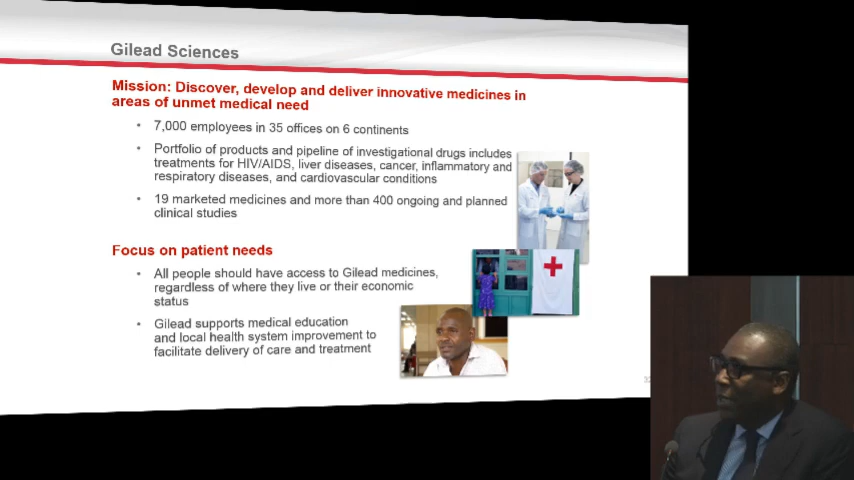 Gilead Sciences
Mission: Discover, develop and deliver innovative medicines in
areas of unmet medical need
• 7,000 employees in 35 offices on 6 continents
• Portfolio of products and pipeline of investigational drugs includes
treatments for HIV/AIDS, liver diseases, cancer, inflammatory and
respiratory diseases, and cardiovascular conditions
• 19 marketed medicines and more than 400 ongoing and planned
clinical studies
Focus on patient needs
• All people should have access to Gilead medicines,
regardless of where they live or their economic
status
• Gilead supports medical education
and local health system improvement to
facilitate delivery of care and treatment